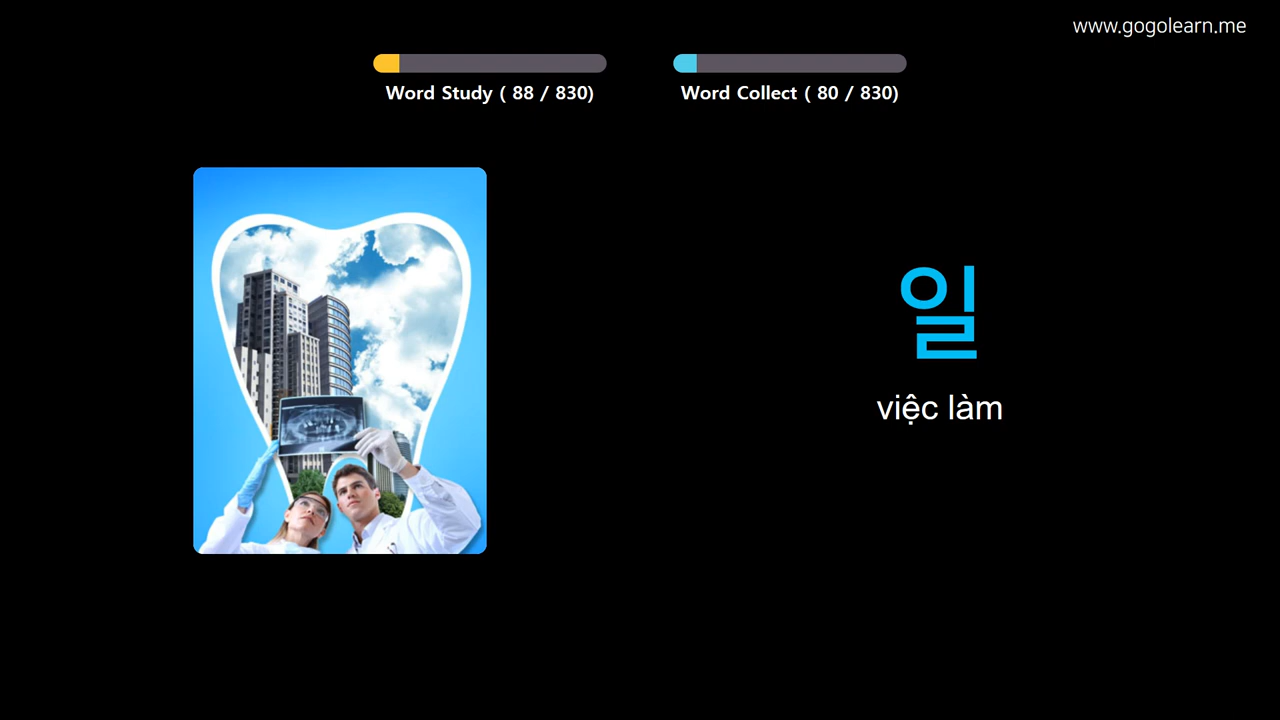 www.gogolearn.me
Word Study ( 88 / 830)
Word Collect ( 80 / 830)
일
việc làm